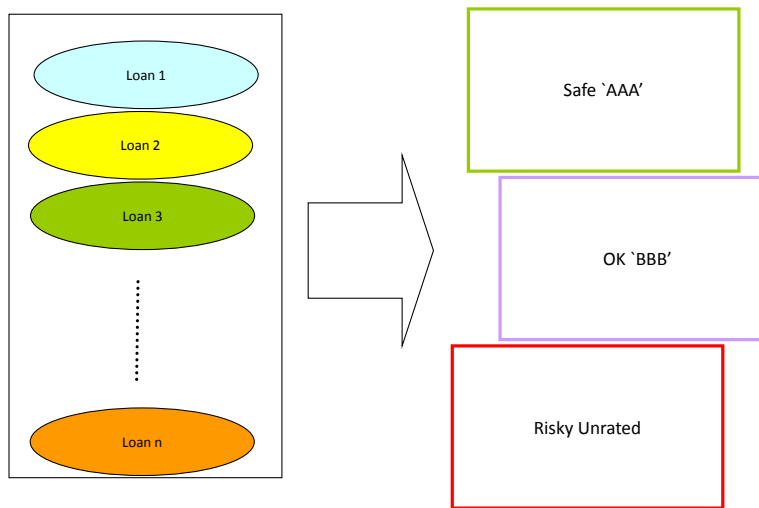 Loan 1
Loan 2
Loan 3
Loan n
Safe `AAA’
OK `BBB’
Risky Unrated